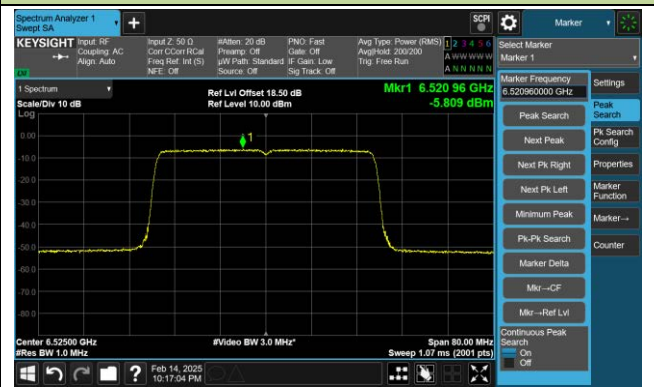 Spectrum Analyzer 1
Swept SA
SCPI
Marker
KEYSIGHT
Input: RF
Coupling: AC
Align: Auto
Input Z: 50 Ω
Corr CCorr RCal
Freq Ref: Int (S)
NFE: Off
#Atten: 20 dB
Preamp: Off
µW Path: Standard
Source: Off
PNO: Fast
Gate: Off
IF Gain: Low
Sig Track: Off
Avg Type: Power (RMS)
Avg|Hold: 200/200
Trig: Free Run
1 2 3 4 5 6
A W W W W W
A N N N N N
Select Marker
Marker 1
1 Spectrum
Scale/Div 10 dB
Log
Ref Lvl Offset 18.50 dB
Ref Level 10.00 dBm
Mkr1 6.520 96 GHz
-5.809 dBm
1
0.00
-10.0
-20.0
-30.0
-40.0
-50.0
-60.0
-70.0
-80.0
Center 6.52500 GHz
#Res BW 1.0 MHz
#Video BW 3.0 MHz*
Span 80.00 MHz
Sweep 1.07 ms (2001 pts)
Marker Frequency
6.520960000 GHz
Peak Search
Next Peak
Next Pk Right
Next Pk Left
Minimum Peak
Pk-Pk Search
Marker Delta
Mkr→CF
Mkr→Ref Lvl
Continuous Peak
Search
On
Off
Settings
Peak
Search
Pk Search
Config
Properties
Marker
Function
Marker→
Counter
Feb 14, 2025
10:17:04 PM